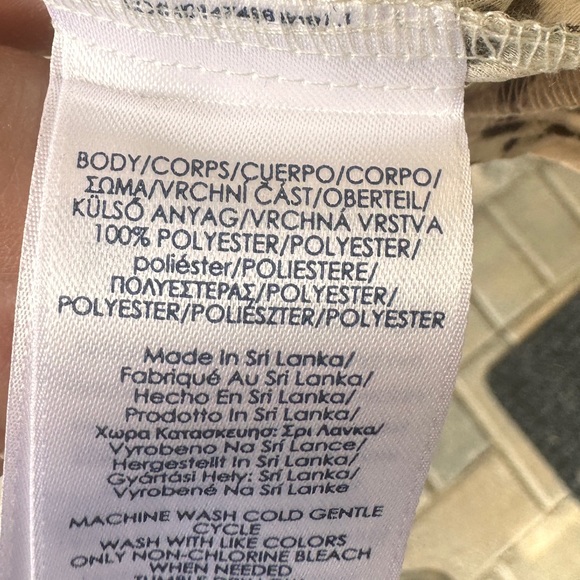 BODY/CORPS/CUERPO/CORPO/
ΣΩΜΑ/VRCHNÍ ČÁST/OBERTEIL/
KÜLSŐ ANYAG/VRCHNÁ VRSTVA
100% POLYESTER/POLYESTER/
poliéster/POLIESTERE/
ΠΟΛΥΕΣΤΕΡΑΣ/POLYESTER/
POLYESTER/POLIÉSZTER/POLYESTER
Made In Sri Lanka/
Fabriqué Au Sri Lanka/
Hecho En Sri Lanka/
Prodotto In Sri Lanka/
Χωρα Κατασκευησ: Σρι Λανκα/
Vyrobeno Na Srí Lance/
Hergestellt In Sri Lanka/
Gyártási Hely: Srí Lanka/
Vyrobené Na Srí Lanke
MACHINE WASH COLD GENTLE
CYCLE
WASH WITH LIKE COLORS
ONLY NON-CHLORINE BLEACH
WHEN NEEDED